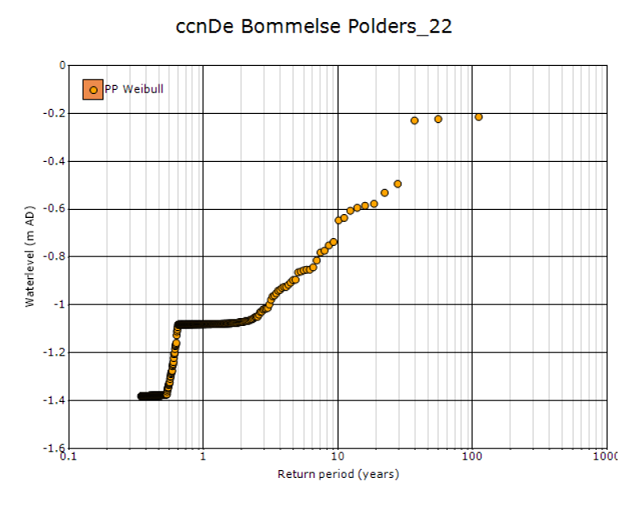 ccnDe Bommelse Polders_22
PP Weibull
0
-0.2
-0.4
-0.6
-0.8
-1
-1.2
-1.4
-1.6
Waterlevel (m AD)
0.1 1 10 100 1000
Return period (years)